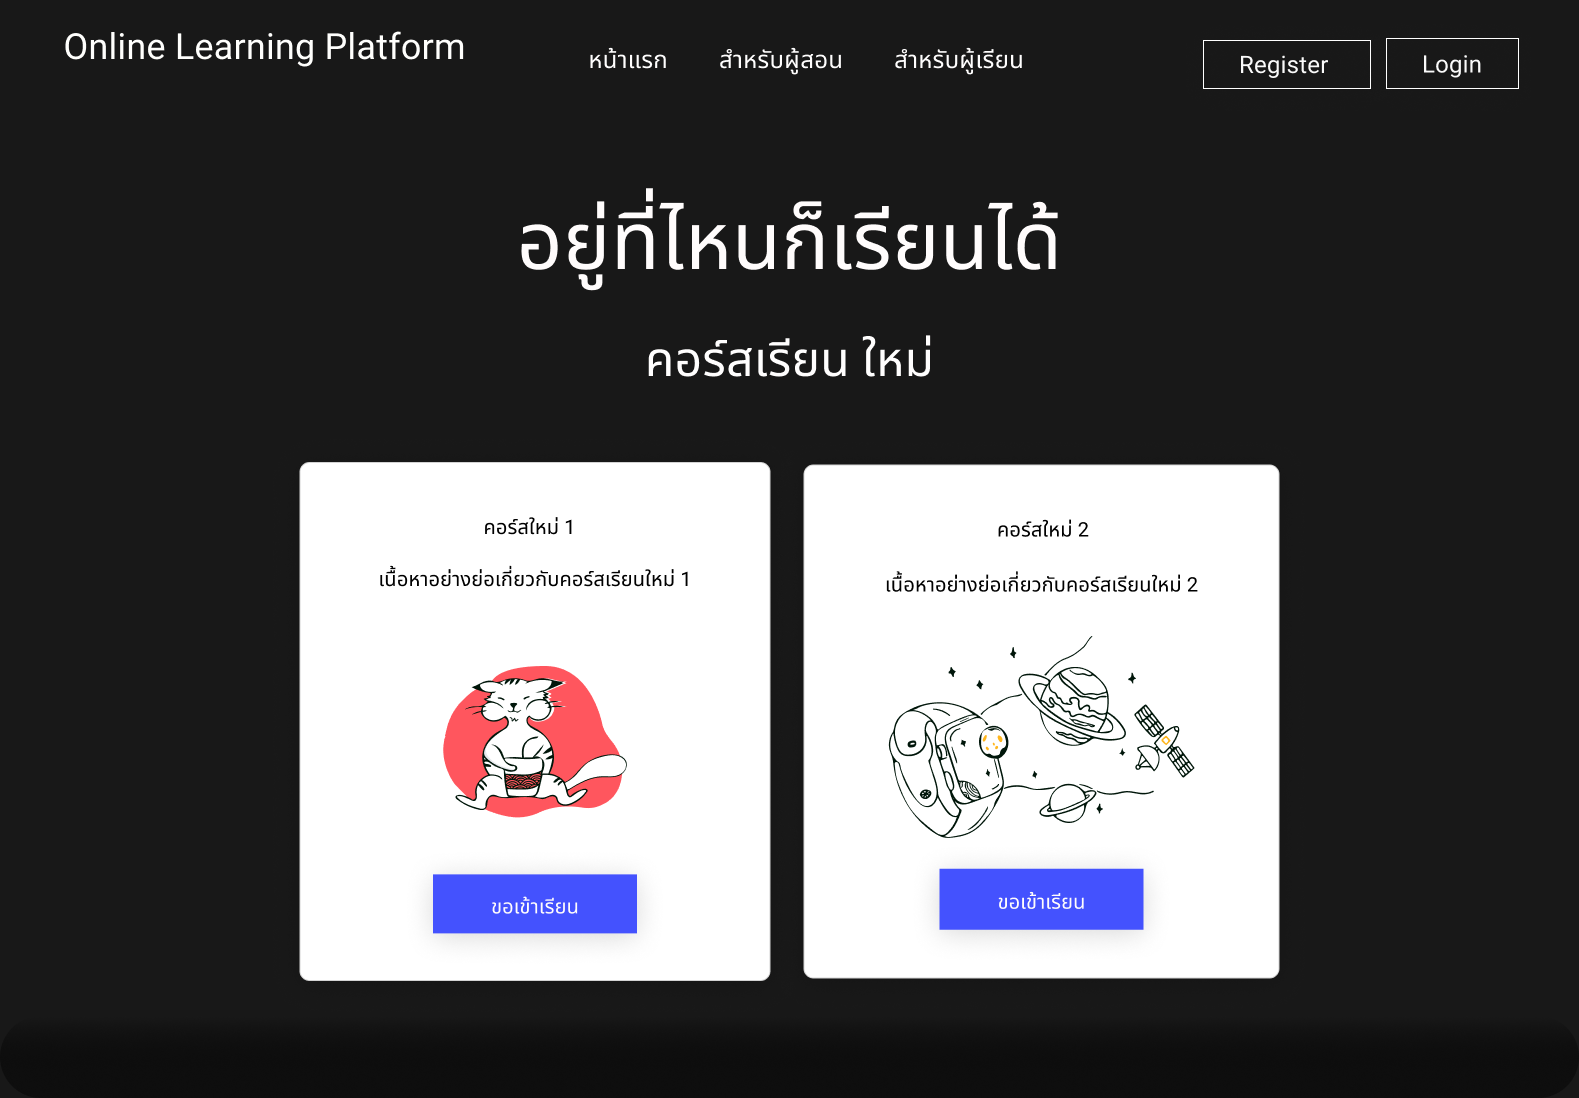 Online Learning Platform
หน้าแรก สำหรับผู้สอน สำหรับผู้เรียน
Register Login
อยู่ที่ไหนก็เรียนได้
คอร์สเรียน ใหม่
คอร์สใหม่ 1
เนื้อหาอย่างย่อเกี่ยวกับคอร์สเรียนใหม่ 1
ขอเข้าเรียน
คอร์สใหม่ 2
เนื้อหาอย่างย่อเกี่ยวกับคอร์สเรียนใหม่ 2
ขอเข้าเรียน